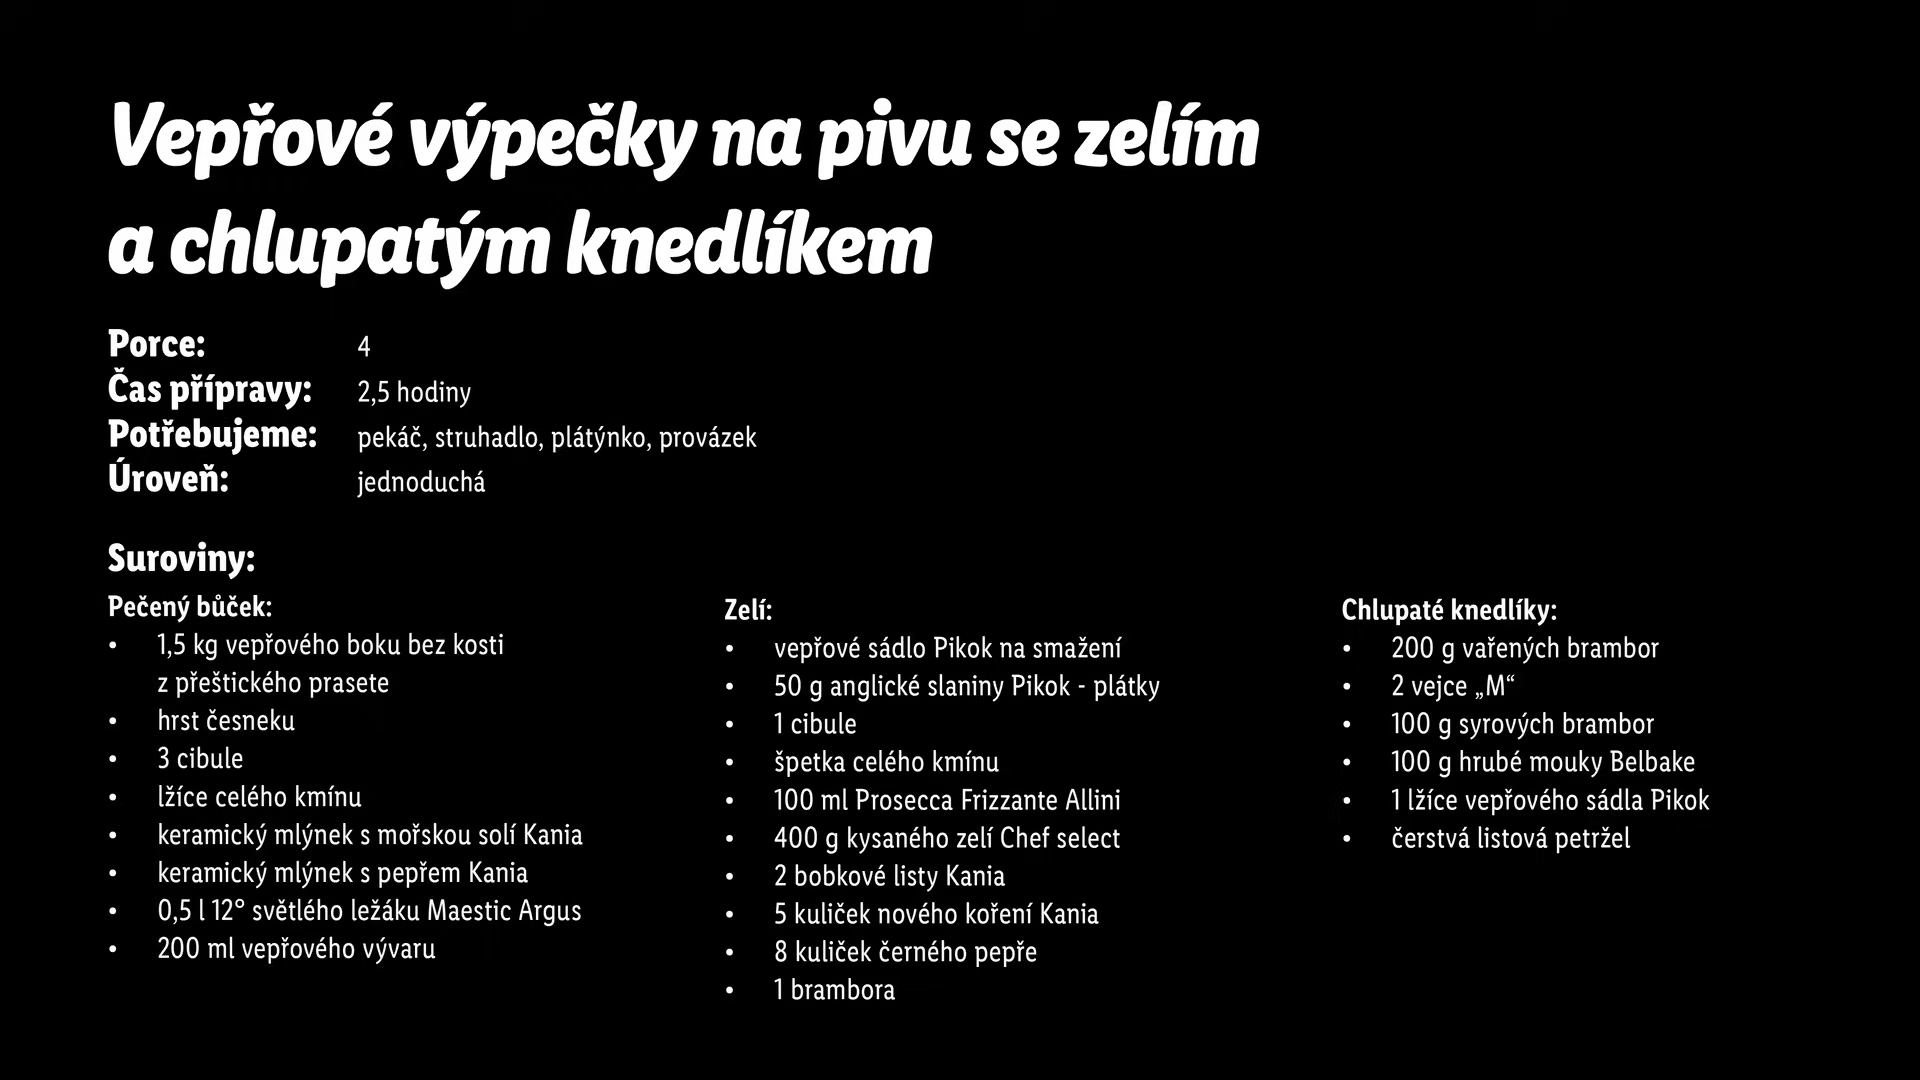 Vepřové výpečky na pivu se zelím
a chlupatým knedlíkem
Porce: 4
Čas přípravy: 2,5 hodiny
Potřebujeme: pekáč, struhadlo, plátýnko, provázek
Úroveň: jednoduchá
Suroviny:
Pečený bůček:
• 1,5 kg vepřového boku bez kosti
z přeštického prasete
• hrst česneku
• 3 cibule
• lžíce celého kmínu
• keramický mlýnek s mořskou solí Kania
• keramický mlýnek s pepřem Kania
• 0,5 l 12° světlého ležáku Maestic Argus
• 200 ml vepřového vývaru
Zelí:
• vepřové sádlo Pikok na smažení
• 50 g anglické slaniny Pikok - plátky
• 1 cibule
• špetka celého kmínu
• 100 ml Prosecca Frizzante Allini
• 400 g kysaného zelí Chef select
• 2 bobkové listy Kania
• 5 kuliček nového koření Kania
• 8 kuliček černého pepře
• 1 brambora
Chlupaté knedlíky:
• 200 g vařených brambor
• 2 vejce „M“
• 100 g syrových brambor
• 100 g hrubé mouky Belbake
• 1 lžíce vepřového sádla Pikok
• čerstvá listová petržel